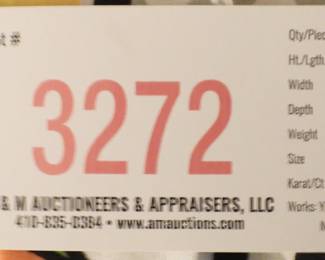 t #
3272
& W AUCTIONEERS & APPRAISERS, LLC
410-835-0384 • www.amauctions.com
Qty/Piec
Ht./Lgth.
Width
Depth
Weight
Size
Karat/Ct
Works: Y
N